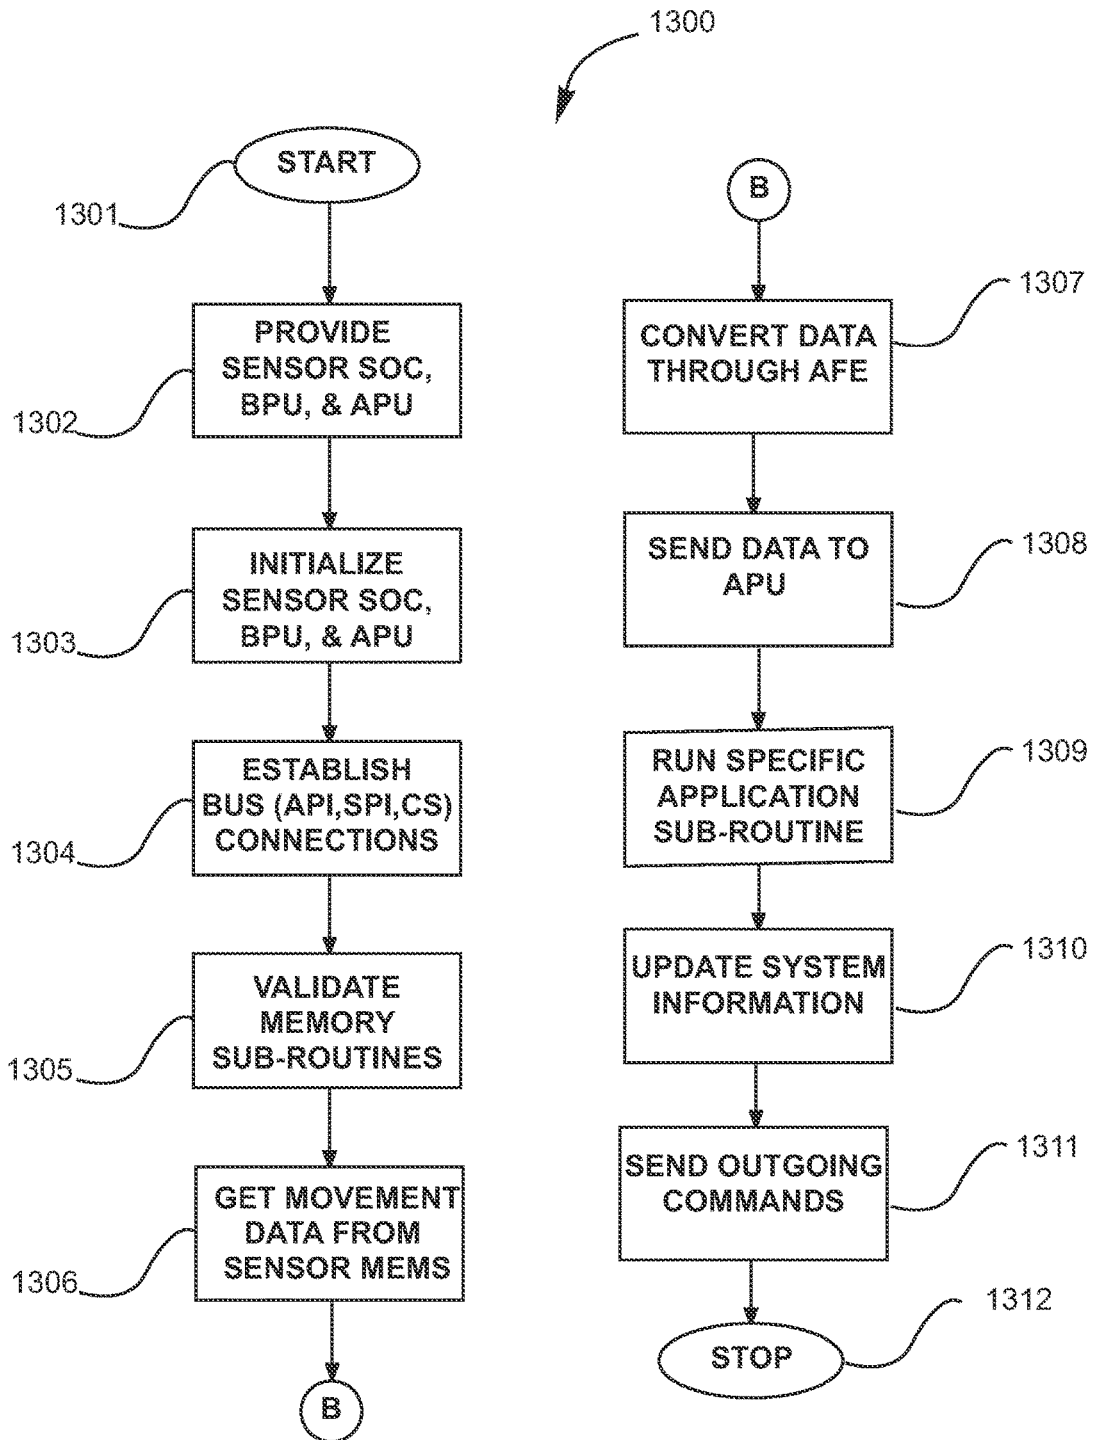 1300
START
1301
PROVIDE
SENSOR SOC,
BPU, & APU
1302
INITIALIZE
SENSOR SOC,
BPU, & APU
1303
ESTABLISH
BUS (API,SPI,CS)
CONNECTIONS
1304
VALIDATE
MEMORY
SUB-ROUTINES
1305
GET MOVEMENT
DATA FROM
SENSOR MEMS
1306
B
B
1307
CONVERT DATA
THROUGH AFE
SEND DATA TO
APU
1308
RUN SPECIFIC
APPLICATION
SUB-ROUTINE
1309
UPDATE SYSTEM
INFORMATION
1310
SEND OUTGOING
COMMANDS
1311
STOP
1312